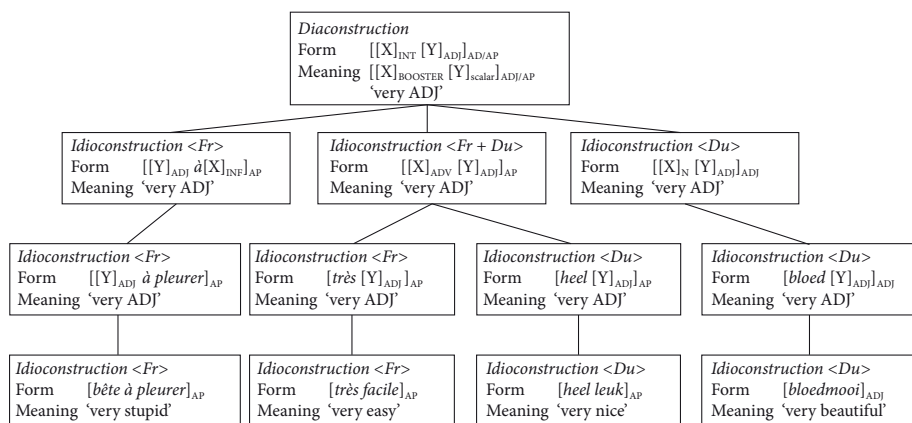 Diaconstruction
Form [[X]INT [Y]ADJ]AD/AP
Meaning [[X]BOOSTER [Y]scalar]ADJ/AP
‘very ADJ’
Idioconstruction <Fr>
Form [[Y]ADJ à[X]INF]AP
Meaning ‘very ADJ’
Idioconstruction <Fr + Du>
Form [[X]ADV [Y]ADJ]AP
Meaning ‘very ADJ’
Idioconstruction <Du>
Form [[X]N [Y]ADJ]ADJ
Meaning ‘very ADJ’
Idioconstruction <Fr>
Form [[Y]ADJ à pleurer]AP
Meaning ‘very ADJ’
Idioconstruction <Fr>
Form [très [Y]ADJ]AP
Meaning ‘very ADJ’
Idioconstruction <Du>
Form [heel [Y]ADJ]AP
Meaning ‘very ADJ’
Idioconstruction <Du>
Form [bloed [Y]ADJ]ADJ
Meaning ‘very ADJ’
Idioconstruction <Fr>
Form [bête à pleurer]AP
Meaning ‘very stupid’
Idioconstruction <Fr>
Form [très facile]AP
Meaning ‘very easy’
Idioconstruction <Du>
Form [heel leuk]AP
Meaning ‘very nice’
Idioconstruction <Du>
Form [bloedmooi]ADJ
Meaning ‘very beautiful’